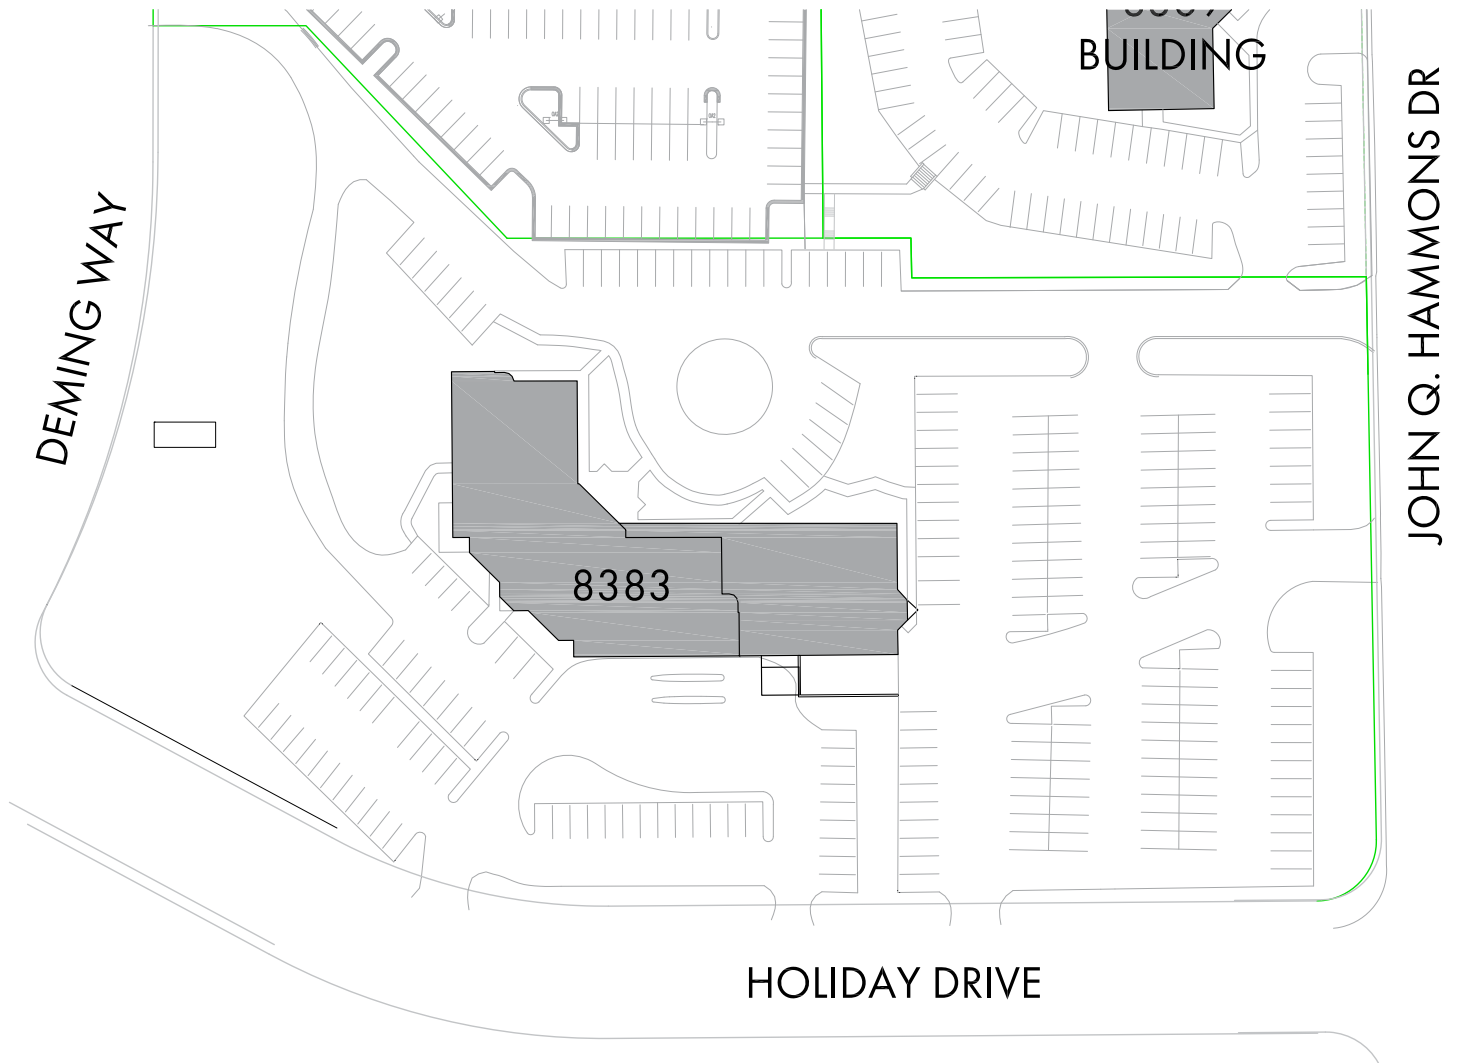 BUILDING
JOHN Q. HAMMONS DR
DEMING WAY
8383
HOLIDAY DRIVE